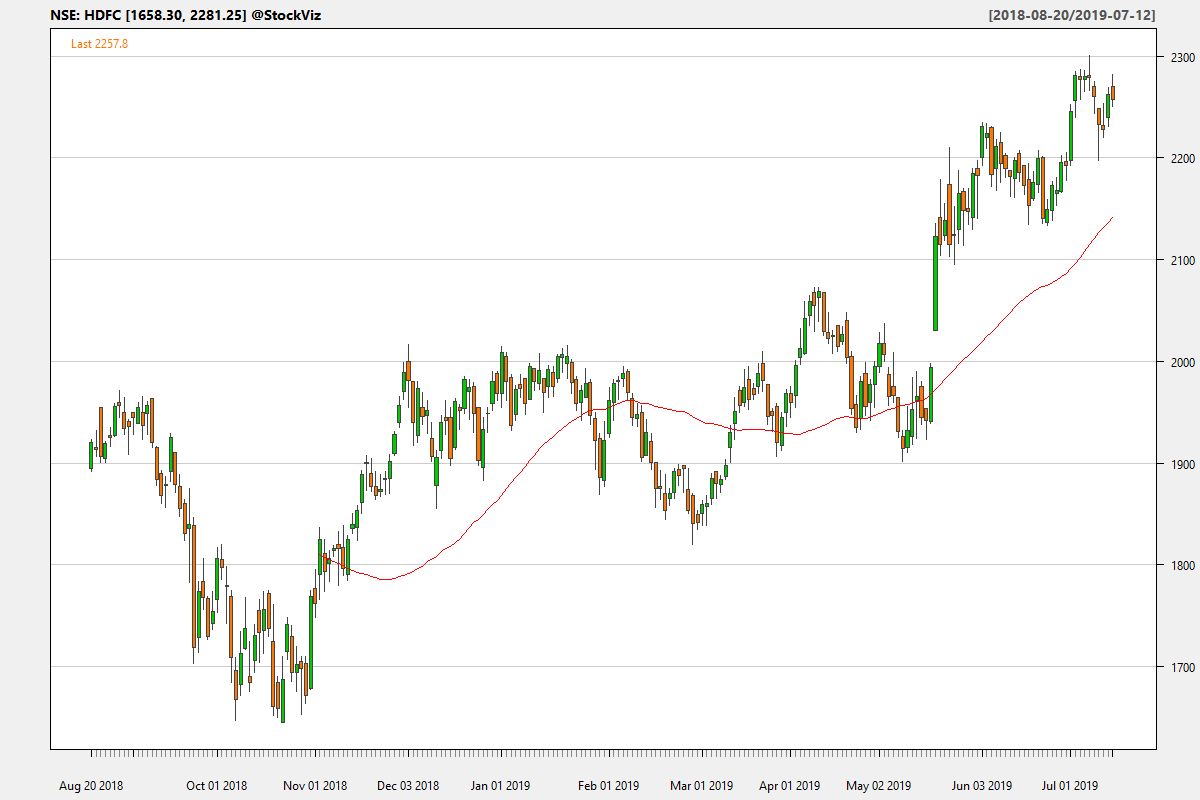 NSE: HDFC [1658.30, 2281.25] @StockViz [2018-08-20/2019-07-12]
Last 2257.8
2300
2200
2100
2000
1900
1800
1700
Aug 20 2018 Oct 01 2018 Nov 01 2018 Dec 03 2018 Jan 01 2019 Feb 01 2019 Mar 01 2019 Apr 01 2019 May 02 2019 Jun 03 2019 Jul 01 2019